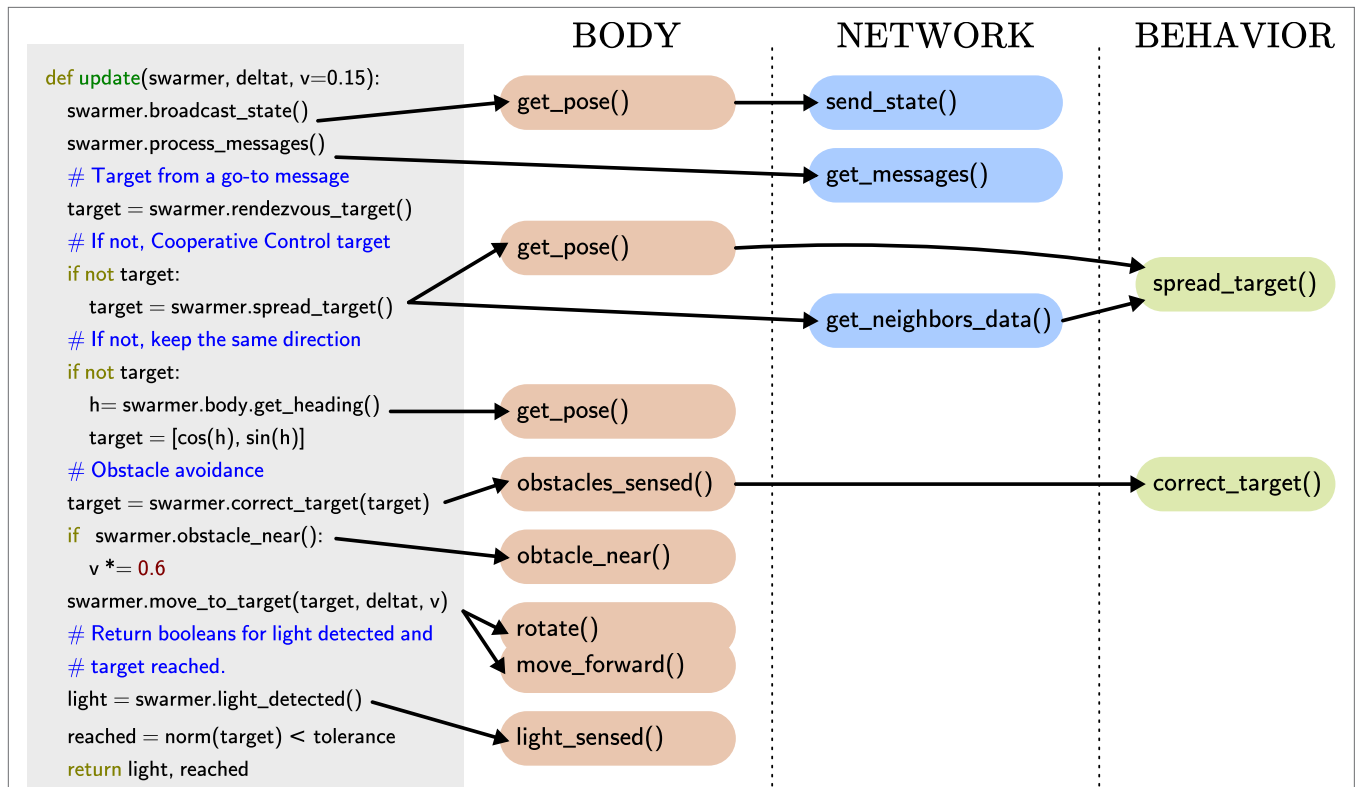 BODY NETWORK BEHAVIOR
def update(swarmer, deltat, v=0.15):
swarmer.broadcast_state()
swarmer.process_messages()
# Target from a go-to message
target = swarmer.rendezvous_target()
# If not, Cooperative Control target
if not target:
target = swarmer.spread_target()
# If not, keep the same direction
if not target:
h= swarmer.body.get_heading()
target = [cos(h), sin(h)]
# Obstacle avoidance
target = swarmer.correct_target(target)
if swarmer.obstacle_near():
v *= 0.6
swarmer.move_to_target(target, deltat, v)
# Return booleans for light detected and
# target reached.
light = swarmer.light_detected()
reached = norm(target) < tolerance
return light, reached
get_pose()
send_state()
get_messages()
get_pose()
spread_target()
get_neighbors_data()
get_pose()
obstacles_sensed()
correct_target()
obtacle_near()
rotate()
move_forward()
light_sensed()